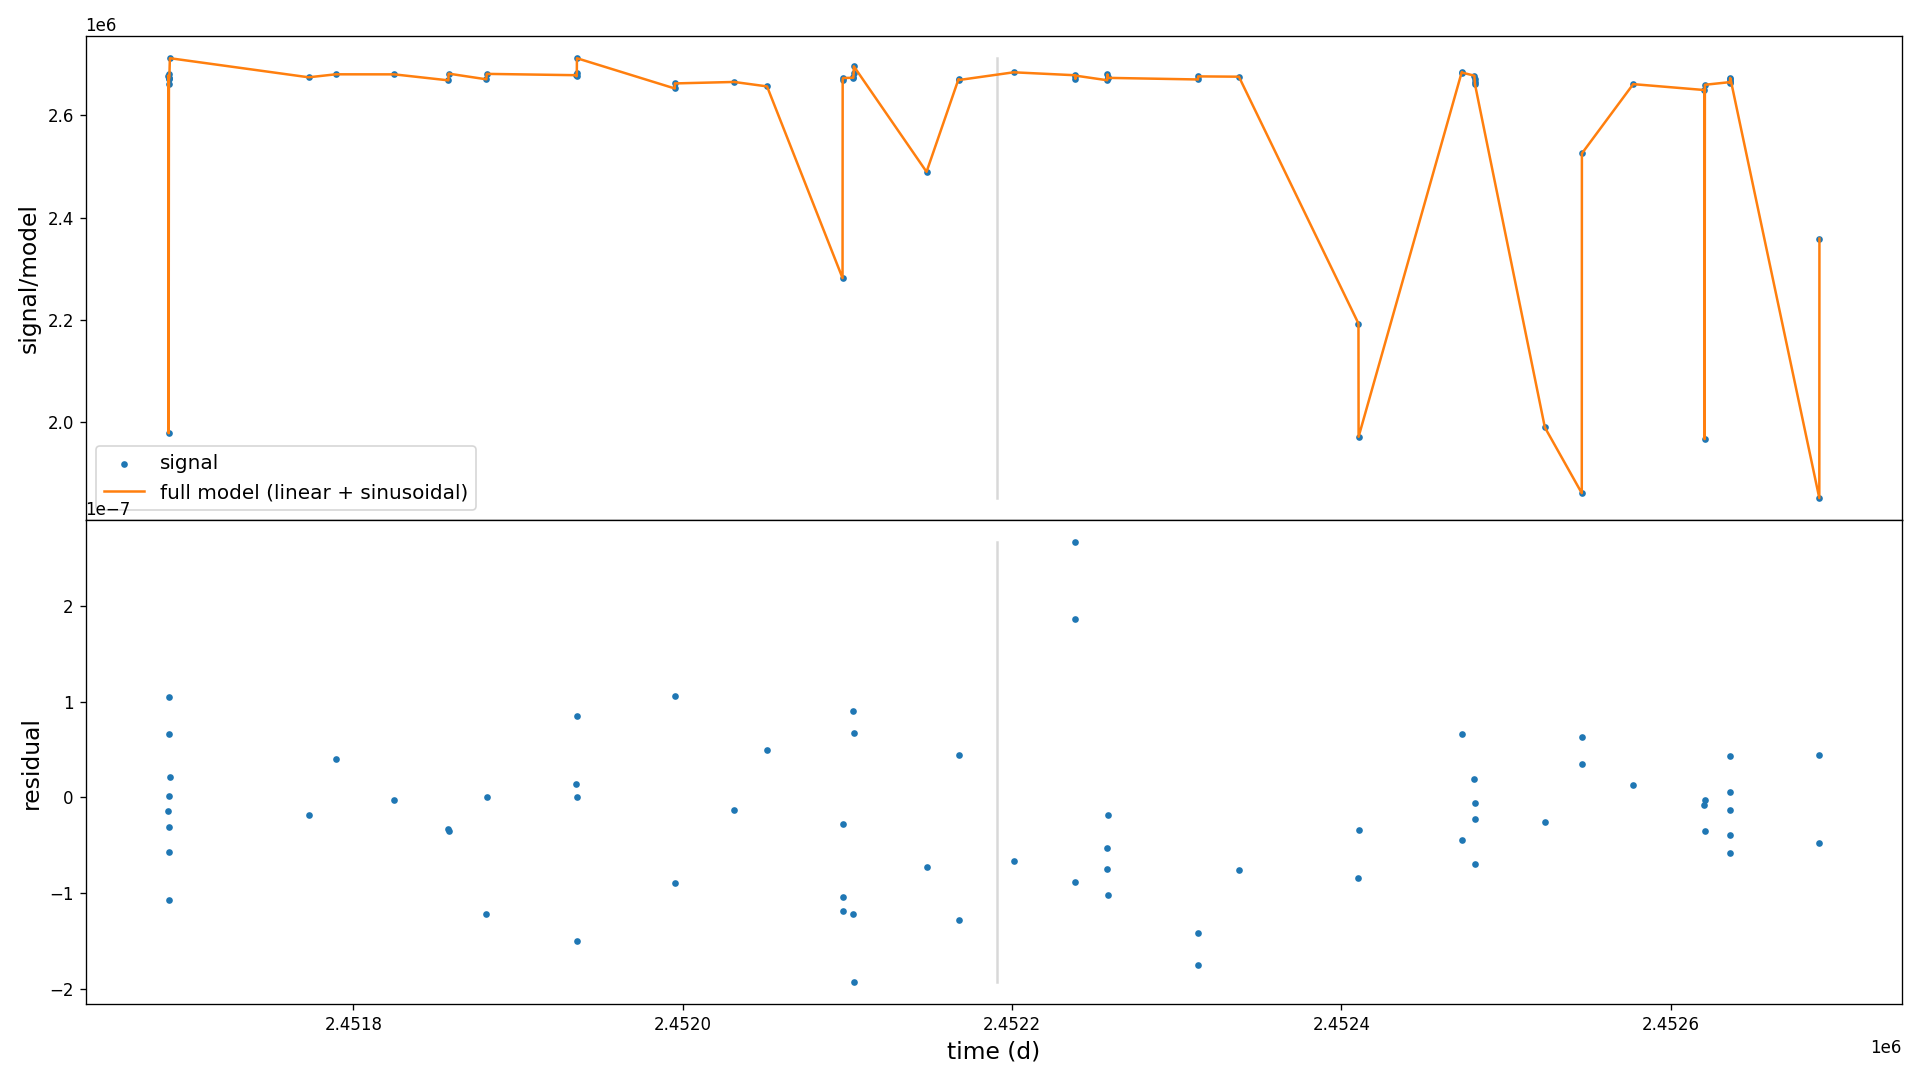 1e6
2.6
2.4
2.2
2.0
signal/model
signal
full model (linear + sinusoidal)
1e−7
2
1
0
−1
−2
residual
2.4518
2.4520
2.4522
2.4524
2.4526
time (d)
1e6